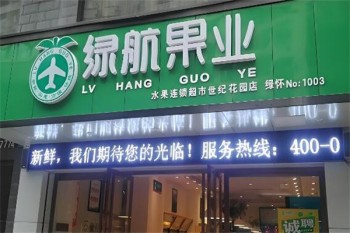 绿航果业
LV HANG GUO YE
水果连锁超市世纪花园店 绿怀No:1003
新鲜，我们期待您的光临！服务热线：400-0
诚聘